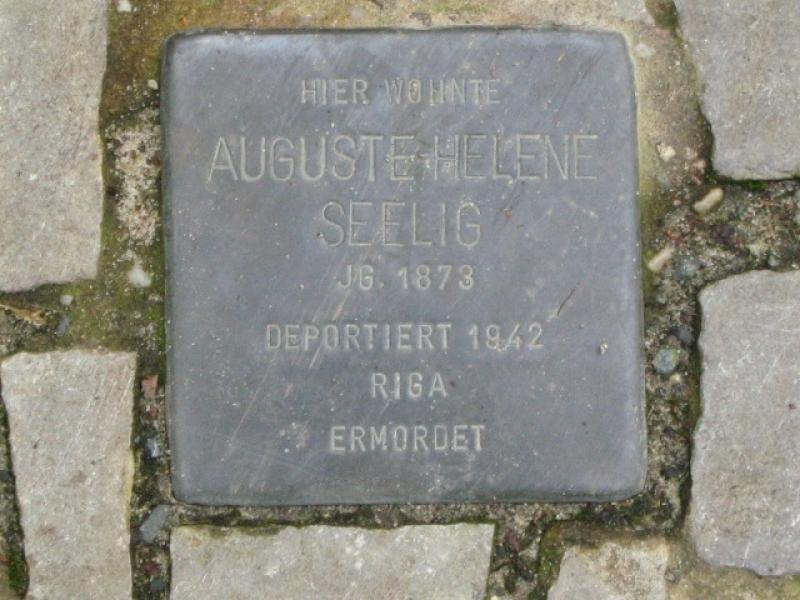 HIER WOHNTE
AUGUSTE-HELENE
SEELIG
JG. 1873
DEPORTIERT 1942
RIGA
ERMORDET